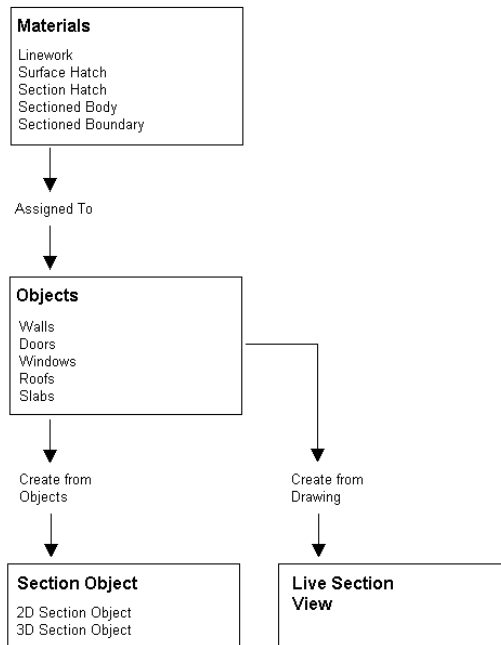 Materials
Linework
Surface Hatch
Section Hatch
Sectioned Body
Sectioned Boundary
Assigned To
Objects
Walls
Doors
Windows
Roofs
Slabs
Create from
Objects
Create from
Drawing
Section Object
2D Section Object
3D Section Object
Live Section
View